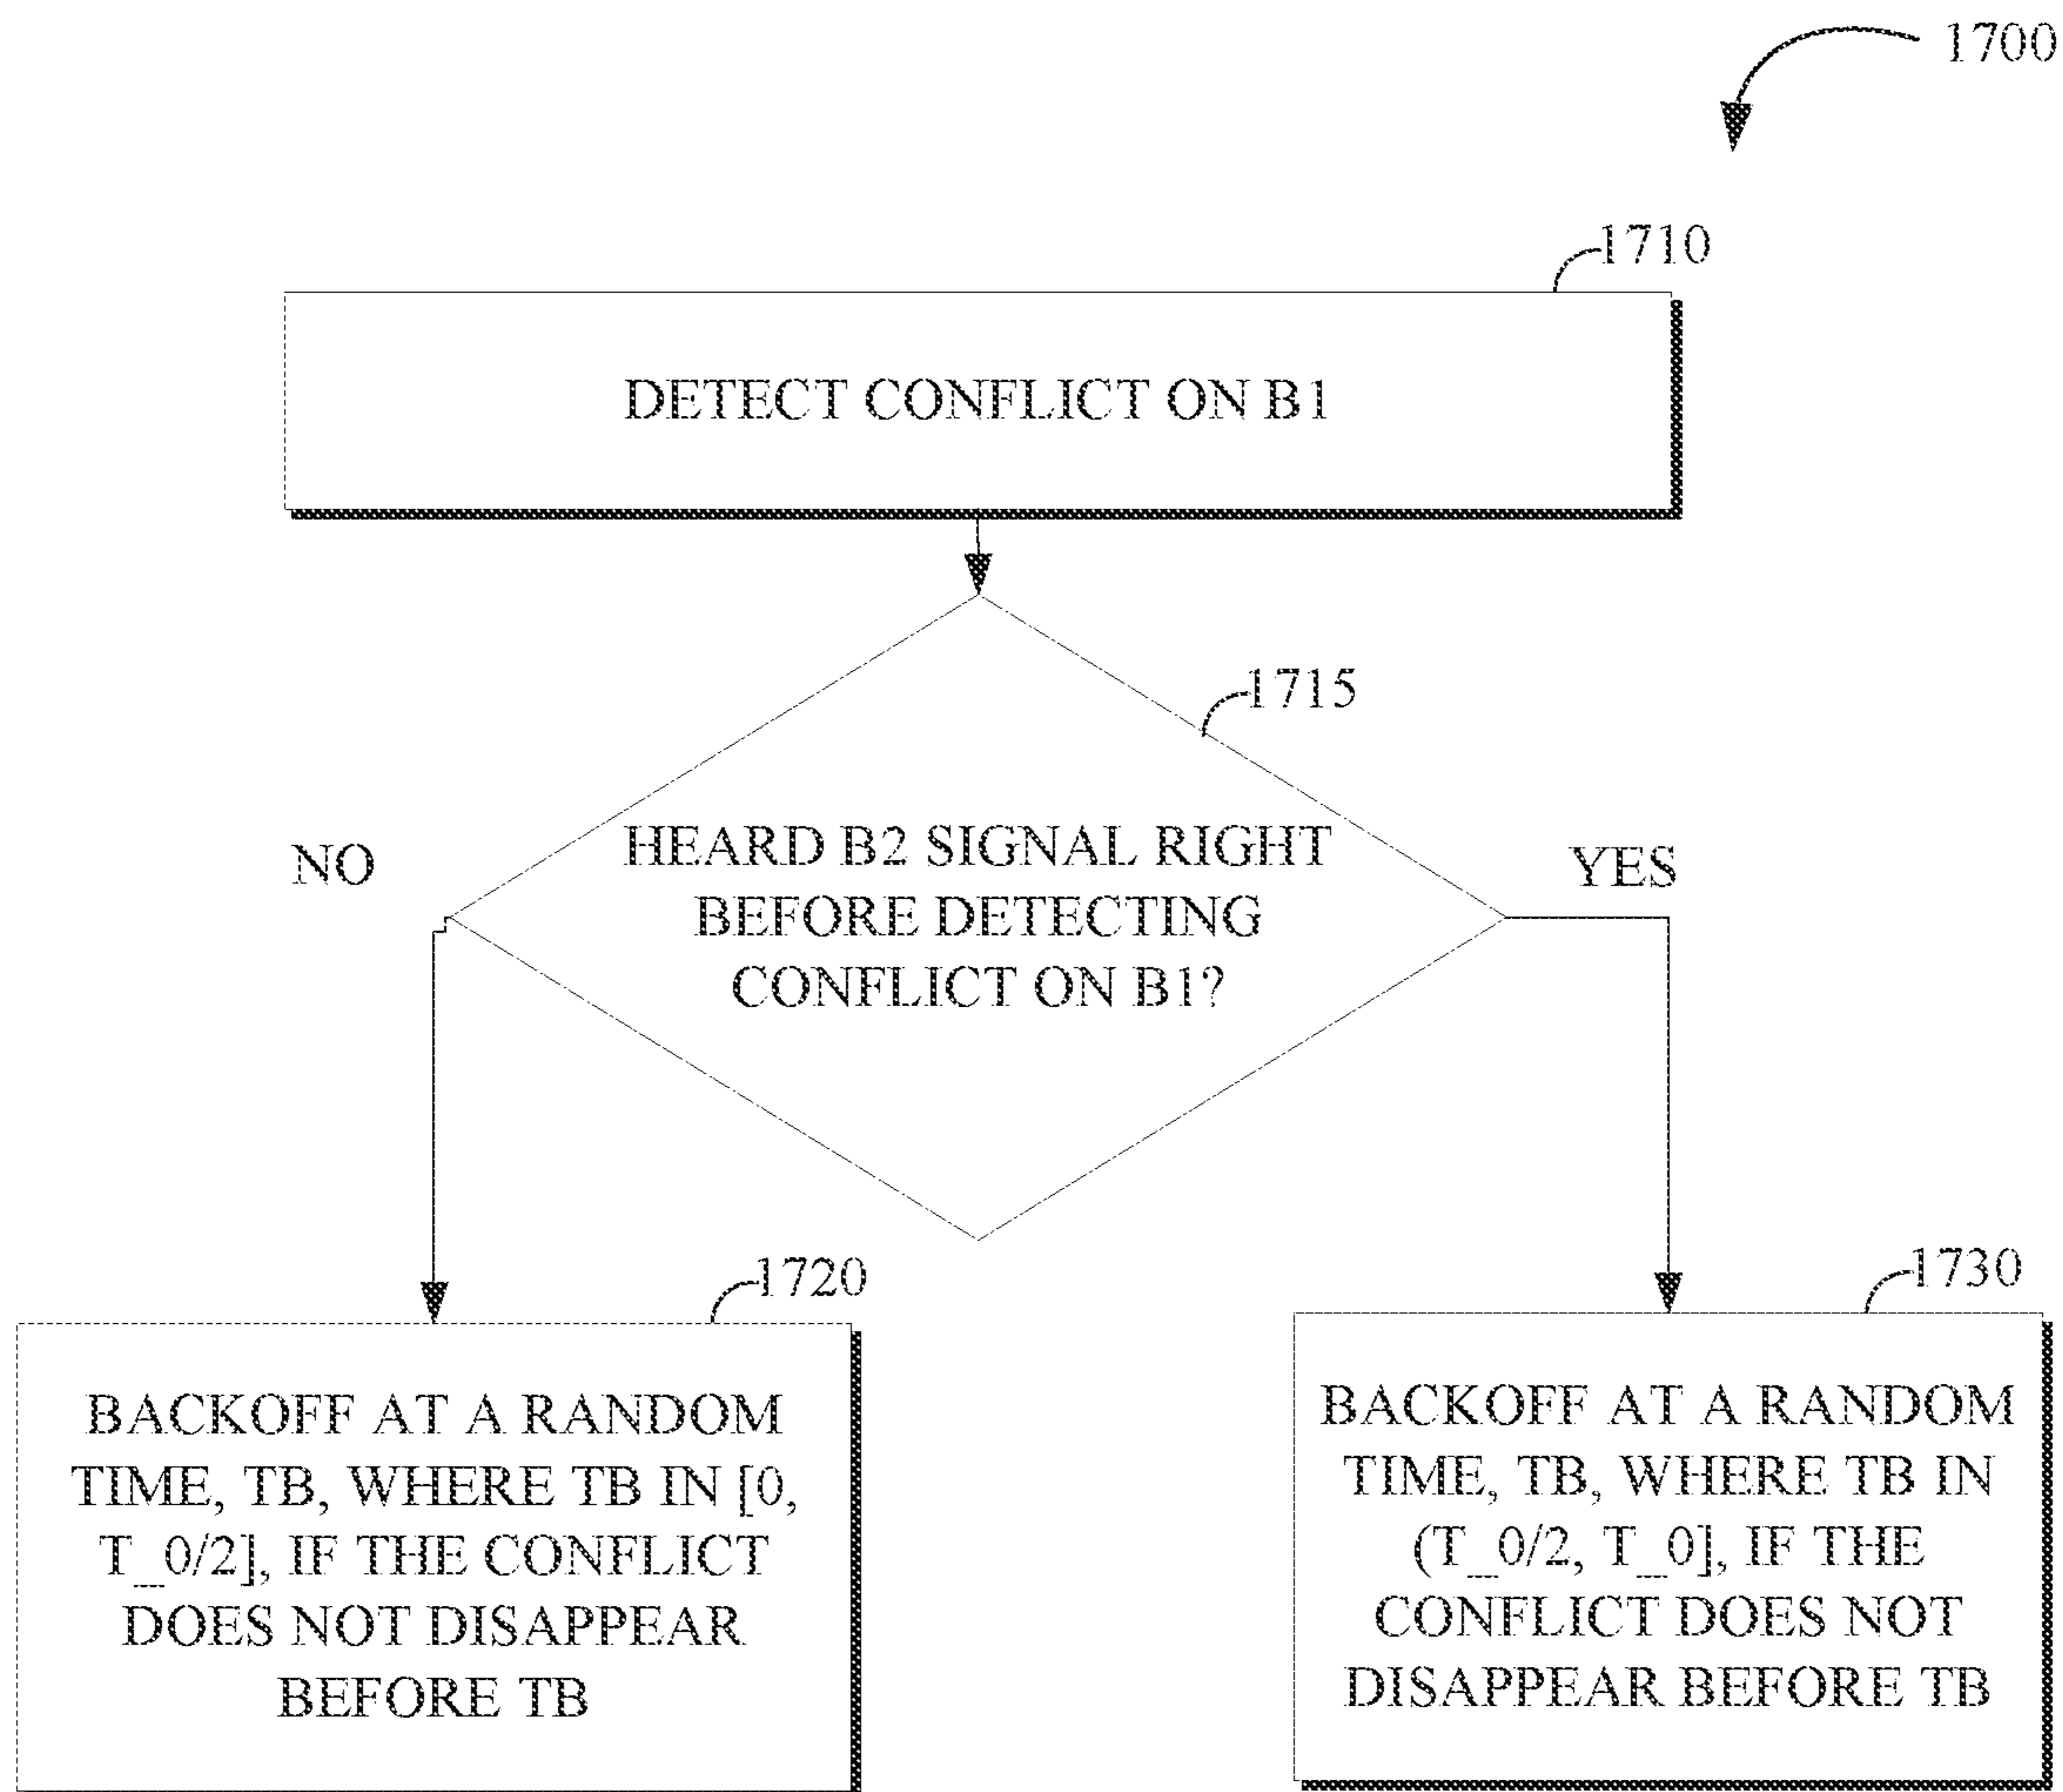 1700
1710
DETECT CONFLICT ON B1
1715
HEARD B2 SIGNAL RIGHT
BEFORE DETECTING
CONFLICT ON B1?
NO
YES
1720
BACKOFF AT A RANDOM
TIME, TB, WHERE TB IN [0,
T_0/2], IF THE CONFLICT
DOES NOT DISAPPEAR
BEFORE TB
1730
BACKOFF AT A RANDOM
TIME, TB, WHERE TB IN
(T_0/2, T_0], IF THE
CONFLICT DOES NOT
DISAPPEAR BEFORE TB